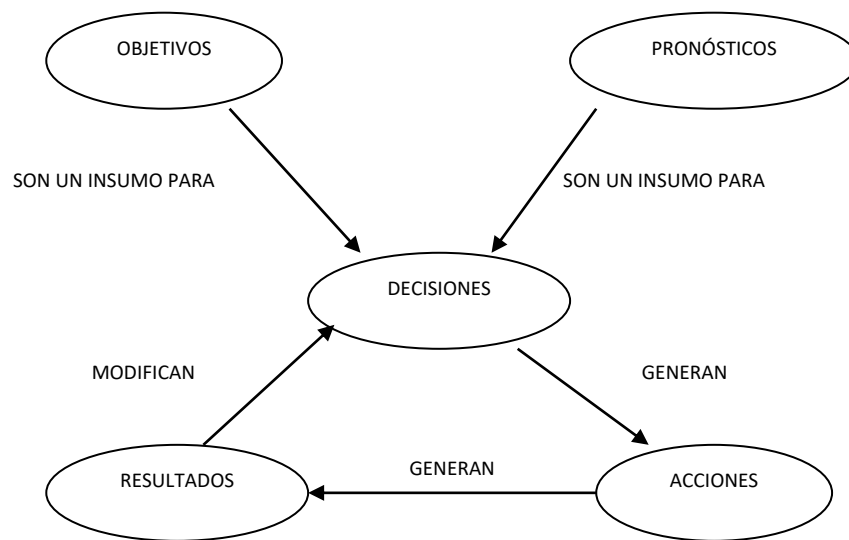 OBJETIVOS
PRONÓSTICOS
SON UN INSUMO PARA
SON UN INSUMO PARA
DECISIONES
MODIFICAN
GENERAN
RESULTADOS
GENERAN
ACCIONES